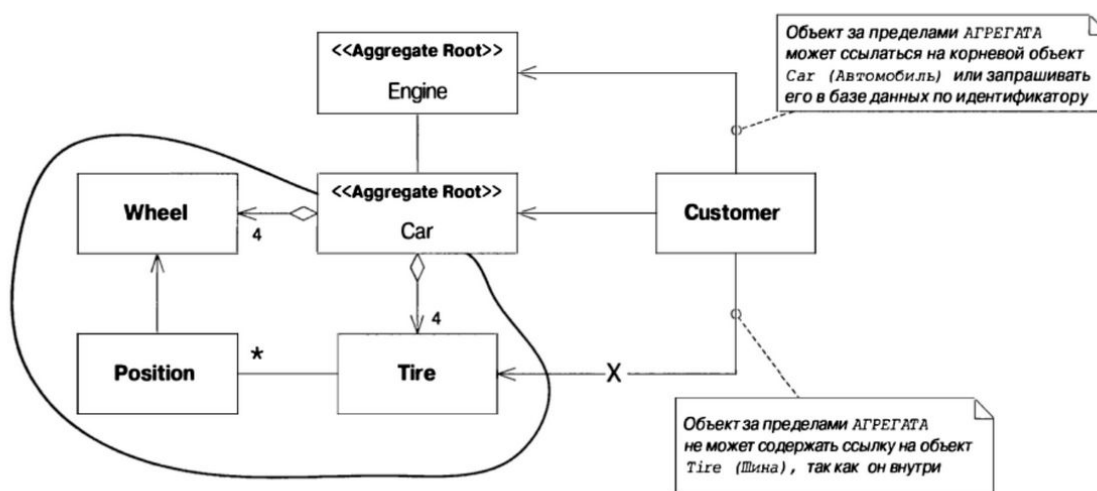 <<Aggregate Root>>
Engine
Объект за пределами АГРЕГАТА
может ссылаться на корневой объект
Car (Автомобиль) или запрашивать
его в базе данных по идентификатору
Wheel
4
<<Aggregate Root>>
Car
Customer
4
Position
*
Tire
X
Объект за пределами АГРЕГАТА
не может содержать ссылку на объект
Tire (Шина), так как он внутри